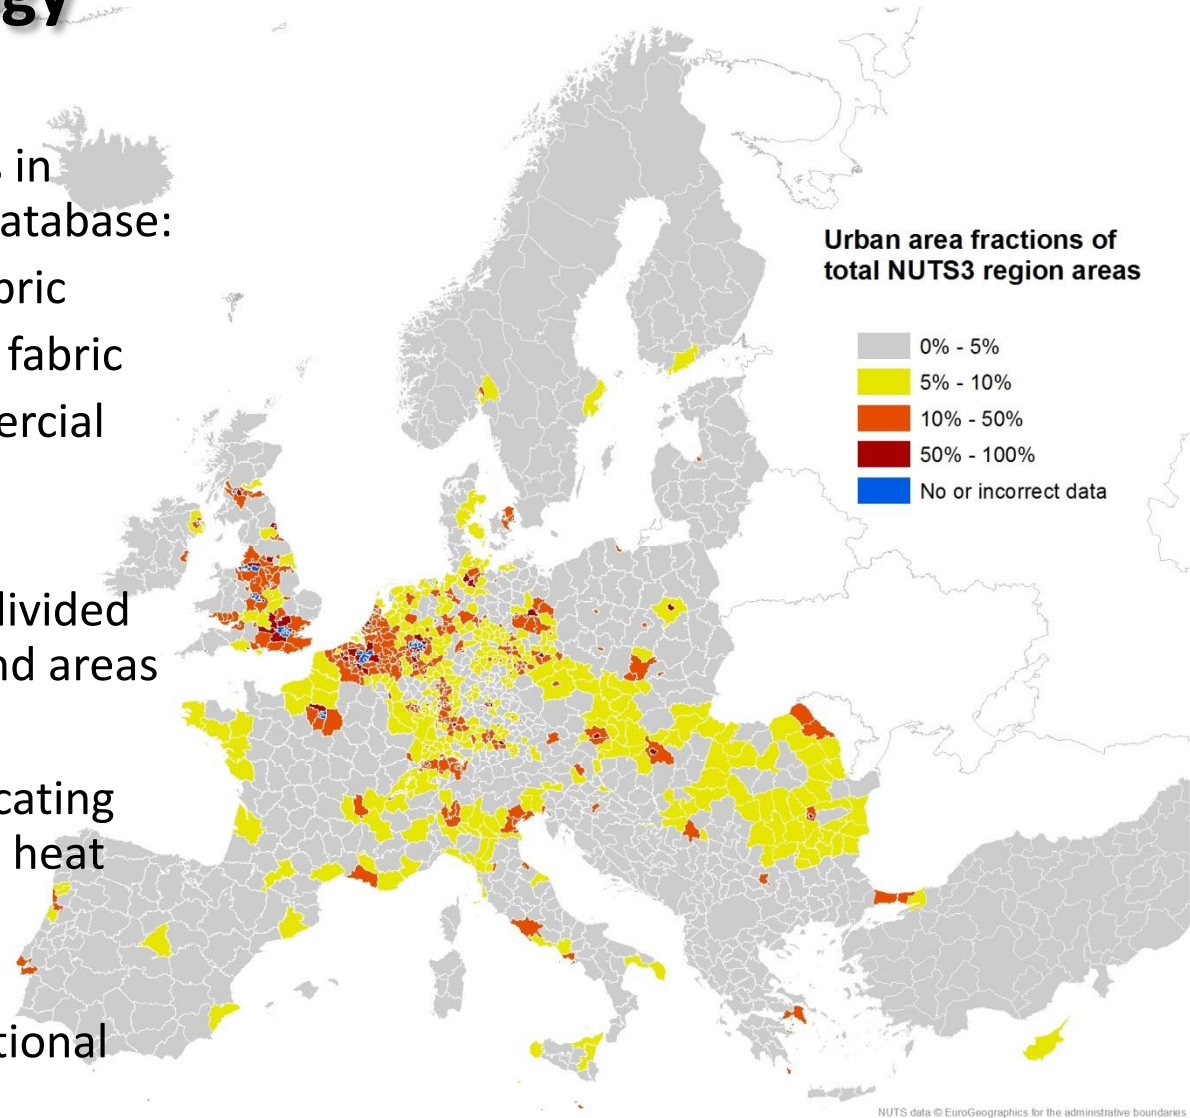 gy
s in
atabase:
bric
fabric
ercial
divided
nd areas
cating
heat
tional
Urban area fractions of
total NUTS3 region areas
0% - 5%
5% - 10%
10% - 50%
50% - 100%
No or incorrect data
NUTS data © EuroGeographics for the administrative boundaries